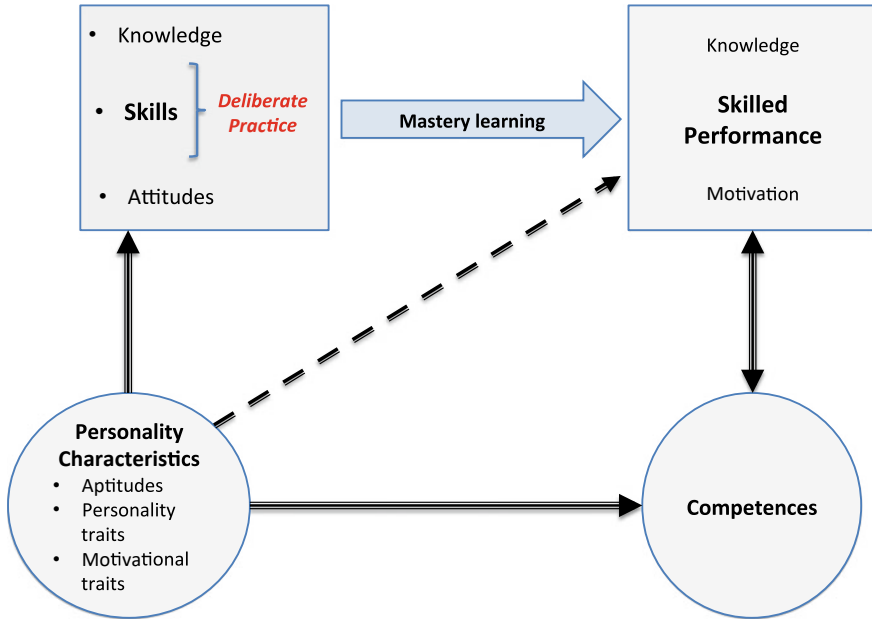 • Knowledge
• Skills
Deliberate
Practice
• Attitudes
Mastery learning
Knowledge
Skilled
Performance
Motivation
Personality
Characteristics
• Aptitudes
• Personality
traits
• Motivational
traits
Competences